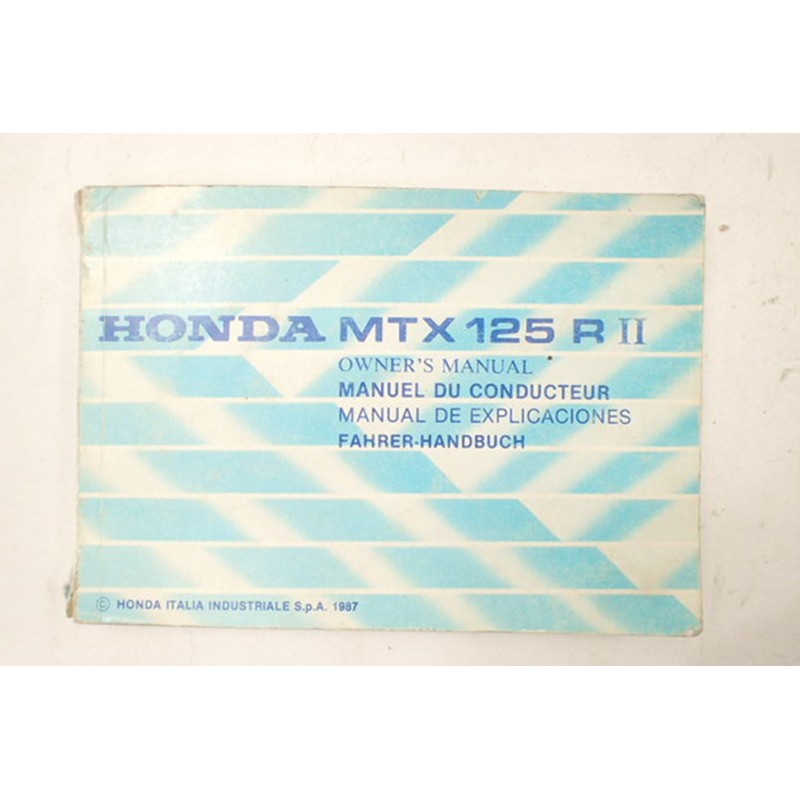 HONDA MTX 125 R II
OWNER'S MANUAL
MANUEL DU CONDUCTEUR
MANUAL DE EXPLICACIONES
FAHRER-HANDBUCH
© HONDA ITALIA INDUSTRIALE S.p.A. 1987